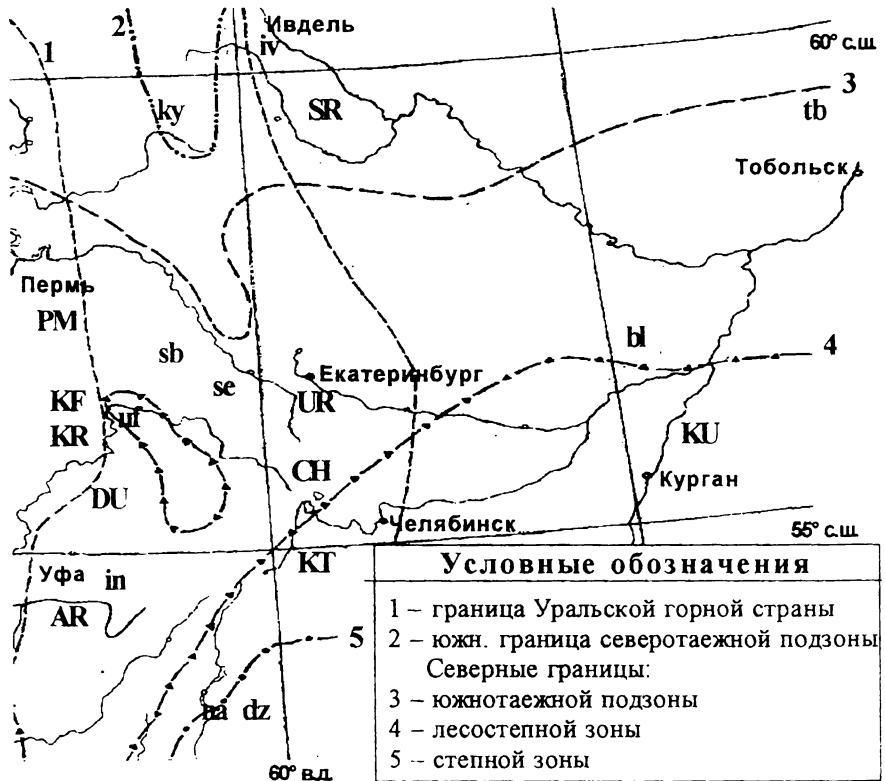 2
Ивдель
iv
1
60° с.ш.
3
ky
SR
tb
Тобольск
Пермь
PM
sb
bl
4
se
Екатеринбург
KF
UR
uf
KR
KU
CH
Курган
DU
Челябинск
55° с.ш.
KT
Уфа
in
AR
5
na dz
60° в.д.
Условные обозначения
1 – граница Уральской горной страны
2 – южн. граница северотаежной подзоны
Северные границы:
3 – южнотаежной подзоны
4 – лесостепной зоны
5 – степной зоны